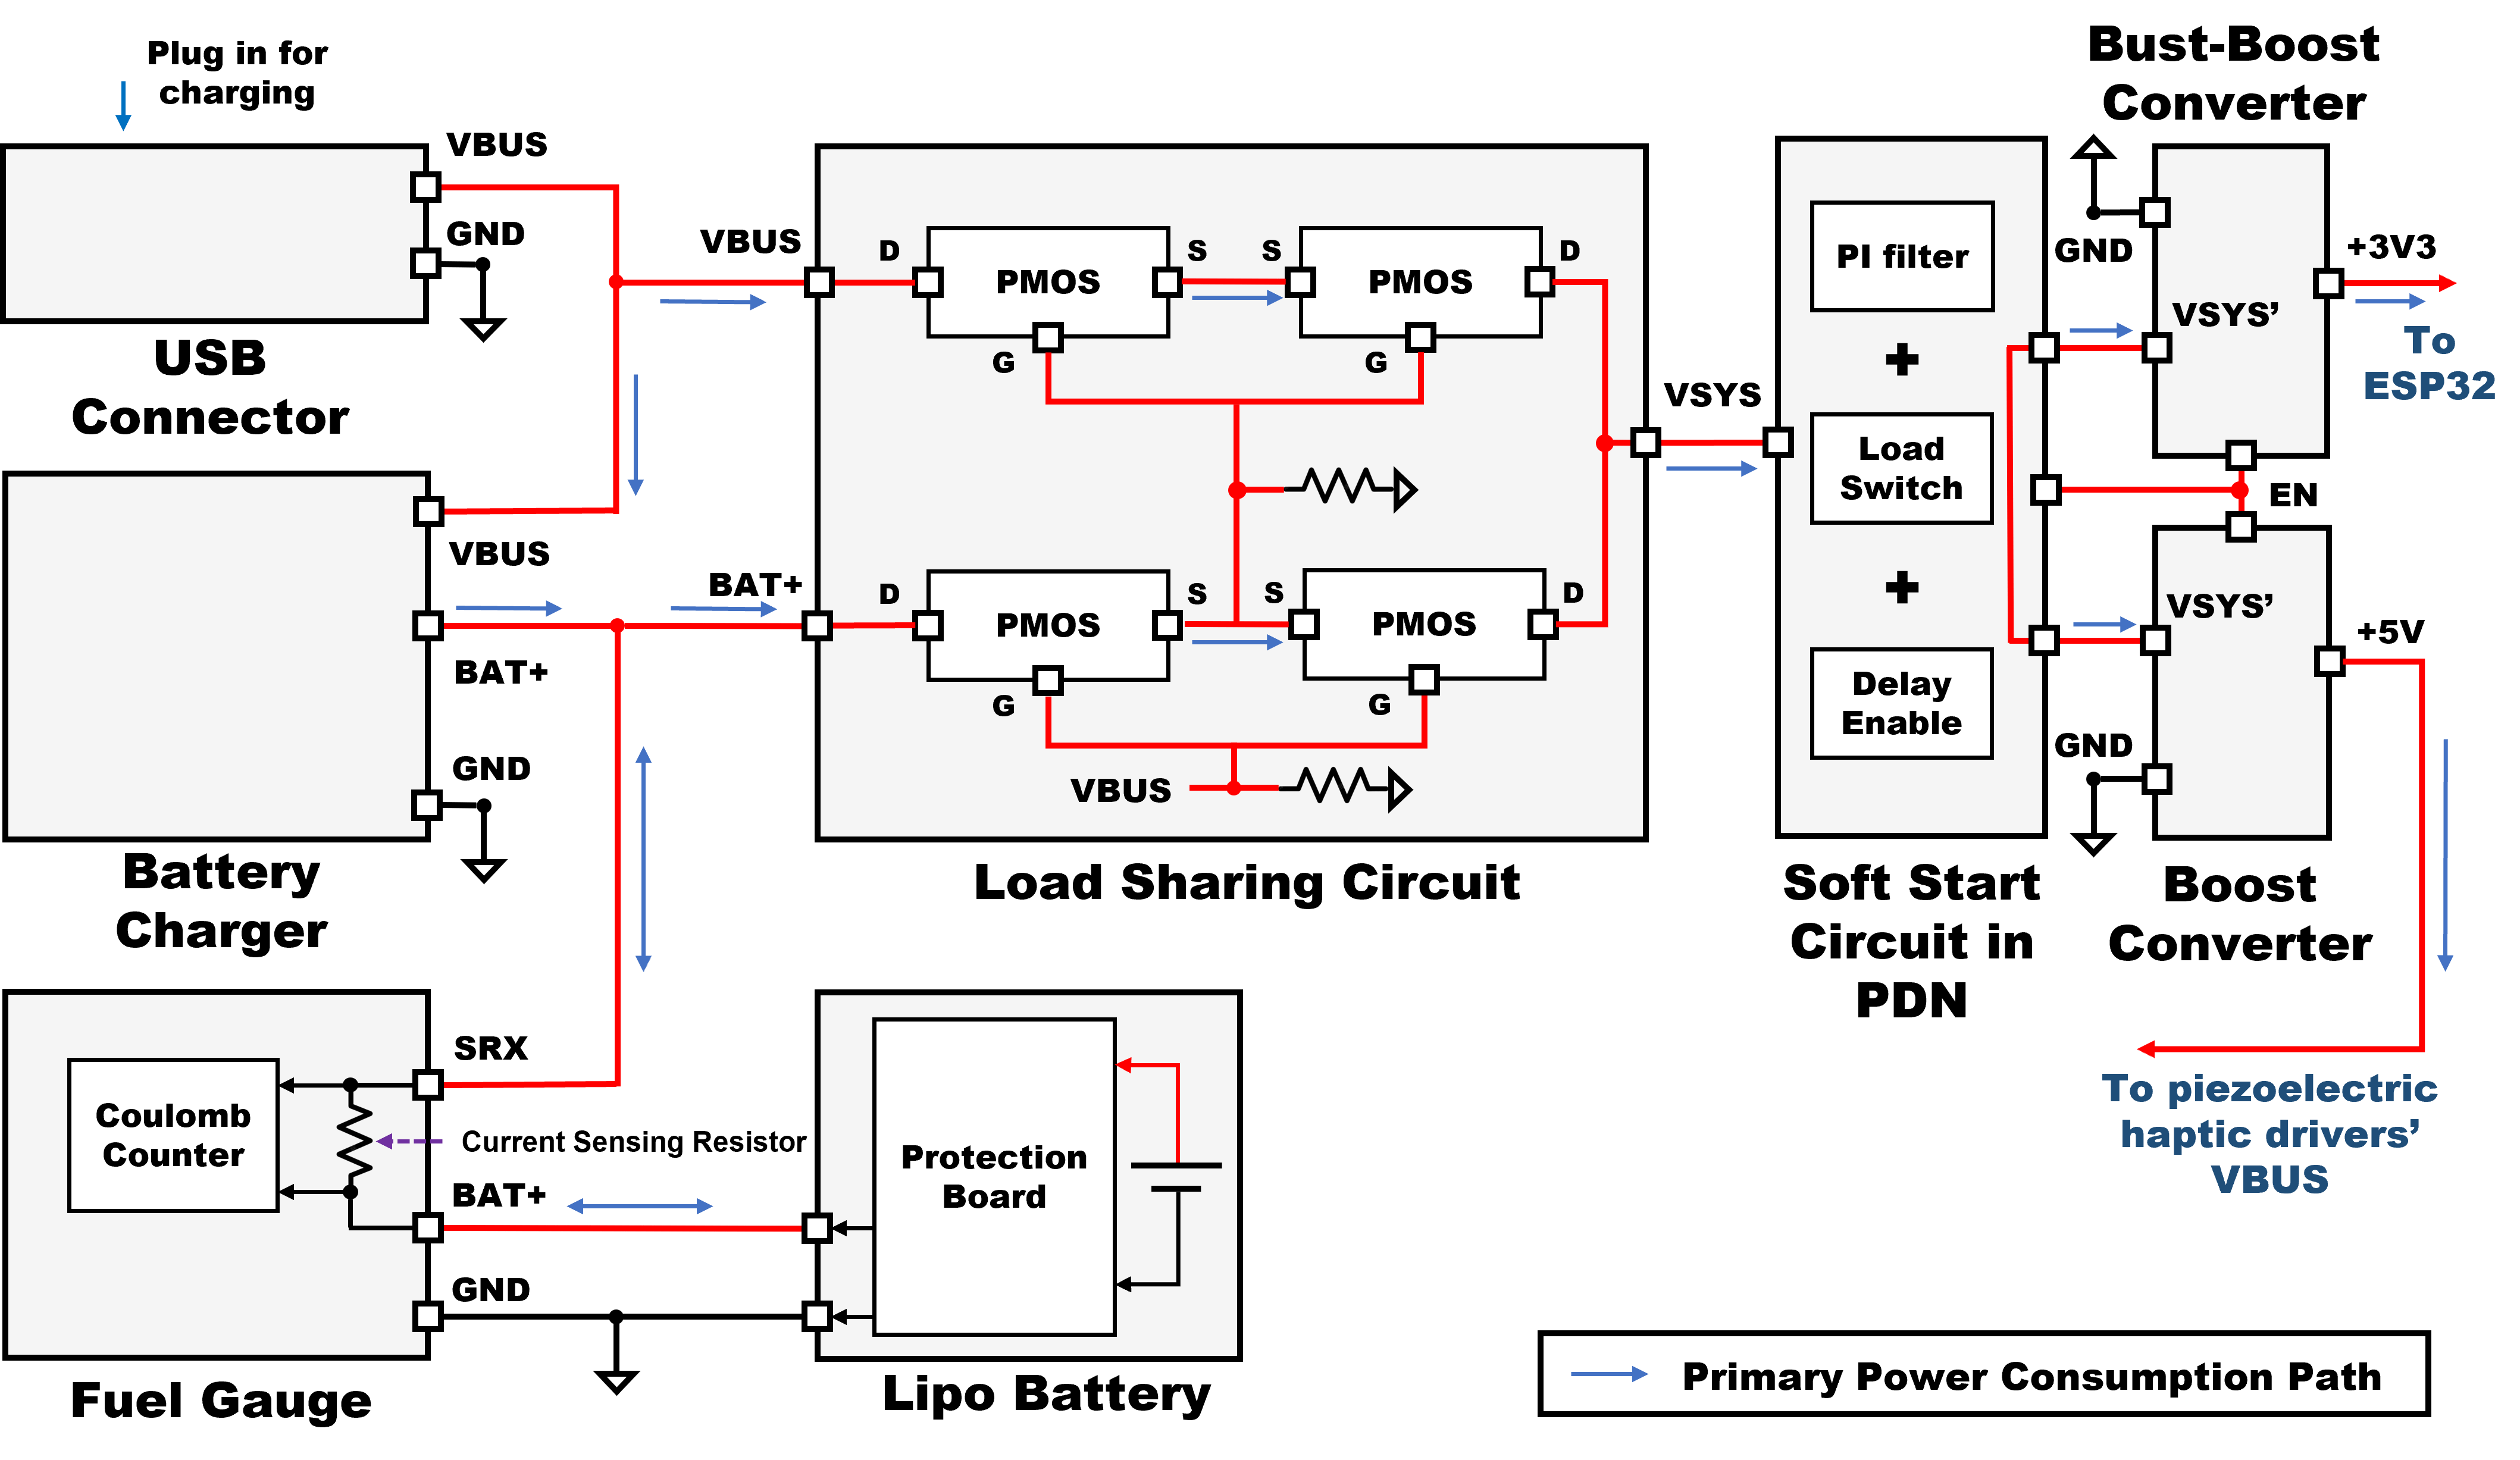 Plug in for
charging
VBUS
GND
USB
Connector
VBUS
BAT+
GND
Battery
Charger
VBUS
BAT+
D
PMOS
S
G
S
PMOS
D
G
D
PMOS
S
G
S
PMOS
D
G
VBUS
Load Sharing Circuit
VSYS
PI filter
+
Load
Switch
+
Delay
Enable
Soft Start
Circuit in
PDN
Bust-Boost
Converter
GND
VSYS’
+3V3
To
ESP32
EN
VSYS’
+5V
GND
Boost
Converter
To piezoelectric
haptic drivers’
VBUS
SRX
Coulomb
Counter
Current Sensing Resistor
BAT+
GND
Fuel Gauge
Protection
Board
Lipo Battery
Primary Power Consumption Path